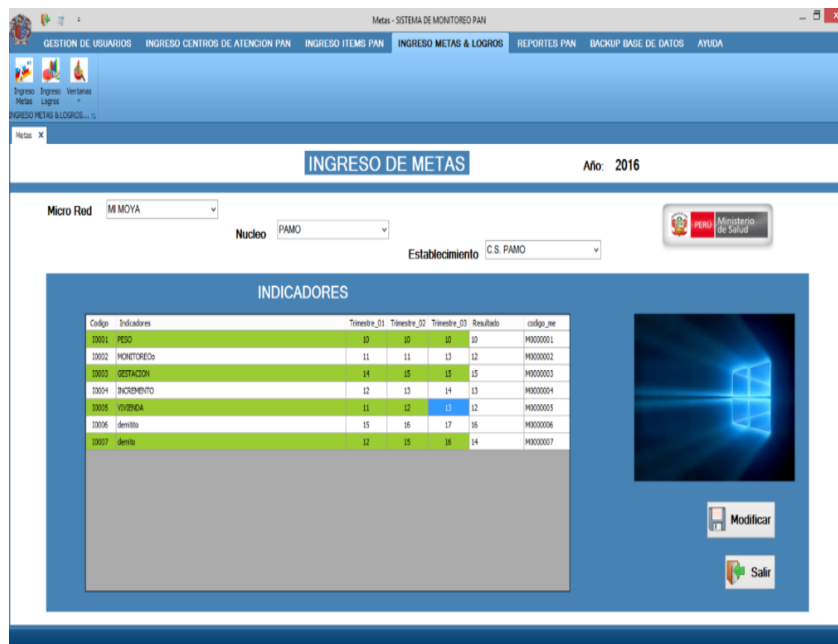 Metas - SISTEMA DE MONITOREO PAN
GESTION DE USUARIOS INGRESO CENTROS DE ATENCION PAN INGRESO ITEMS PAN INGRESO METAS & LOGROS REPORTES PAN BACKUP BASE DE DATOS AYUDA
Ingreso Metas Ingreso Logros Ventanas
INGRESO METAS & LOGROS...
Metas X
INGRESO DE METAS Año: 2016
Micro Red MI MOYA
Nucleo PAMO
PERÚ Ministerio de Salud
Establecimiento C.S. PAMO
INDICADORES
Codigo Indicadores Trimestre_01 Trimestre_02 Trimestre_03 Resultado codigo_me
I0001 PESO 10 10 10 10 M0000001
I0002 MONITOREOo 11 11 13 12 M0000002
I0003 GESTACION 14 15 15 15 M0000003
I0004 INCREMENTO 12 13 14 13 M0000004
I0005 VIVIENDA 11 12 13 12 M0000005
I0006 demitito 15 16 17 16 M0000006
I0007 demito 12 15 16 14 M0000007
Modificar
Salir